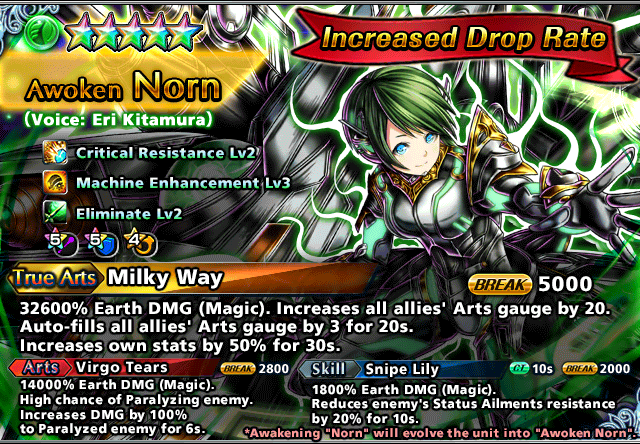 Increased Drop Rate
Awoken Norn
(Voice: Eri Kitamura)
Critical Resistance Lv2
Machine Enhancement Lv3
Eliminate Lv2
5 5 4
True Arts Milky Way BREAK 5000
32600% Earth DMG (Magic). Increases all allies' Arts gauge by 20.
Auto-fills all allies' Arts gauge by 3 for 20s.
Increases own stats by 50% for 30s.
Arts Virgo Tears BREAK 2800
14000% Earth DMG (Magic).
High chance of Paralyzing enemy.
Increases DMG by 100%
to Paralyzed enemy for 6s.
Skill Snipe Lily CT 10s BREAK 2000
1800% Earth DMG (Magic).
Reduces enemy's Status Ailments resistance
by 20% for 10s.
*Awakening "Norn" will evolve the unit into "Awoken Norn"